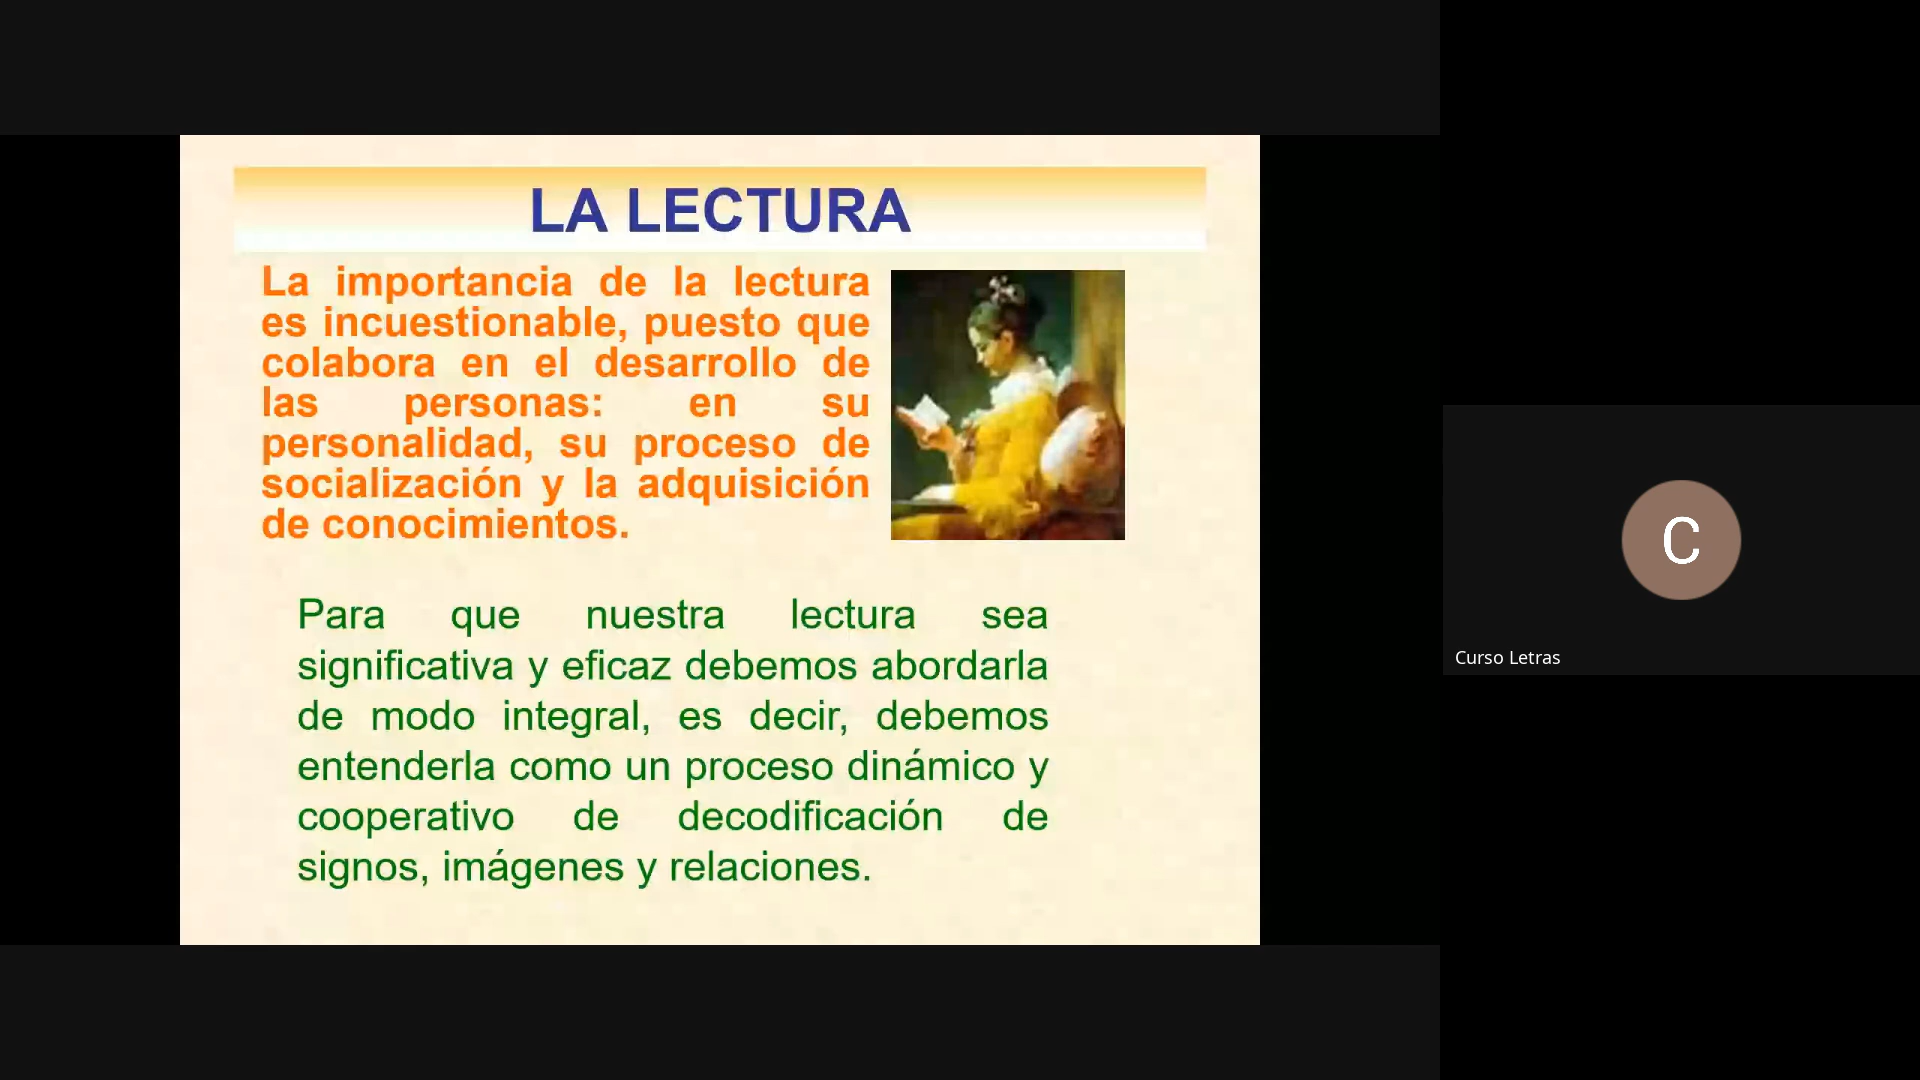 LA LECTURA
La importancia de la lectura
es incuestionable, puesto que
colabora en el desarrollo de
las personas: en su
personalidad, su proceso de
socialización y la adquisición
de conocimientos.
Para que nuestra lectura sea
significativa y eficaz debemos abordarla
de modo integral, es decir, debemos
entenderla como un proceso dinámico y
cooperativo de decodificación de
signos, imágenes y relaciones.
C
Curso Letras